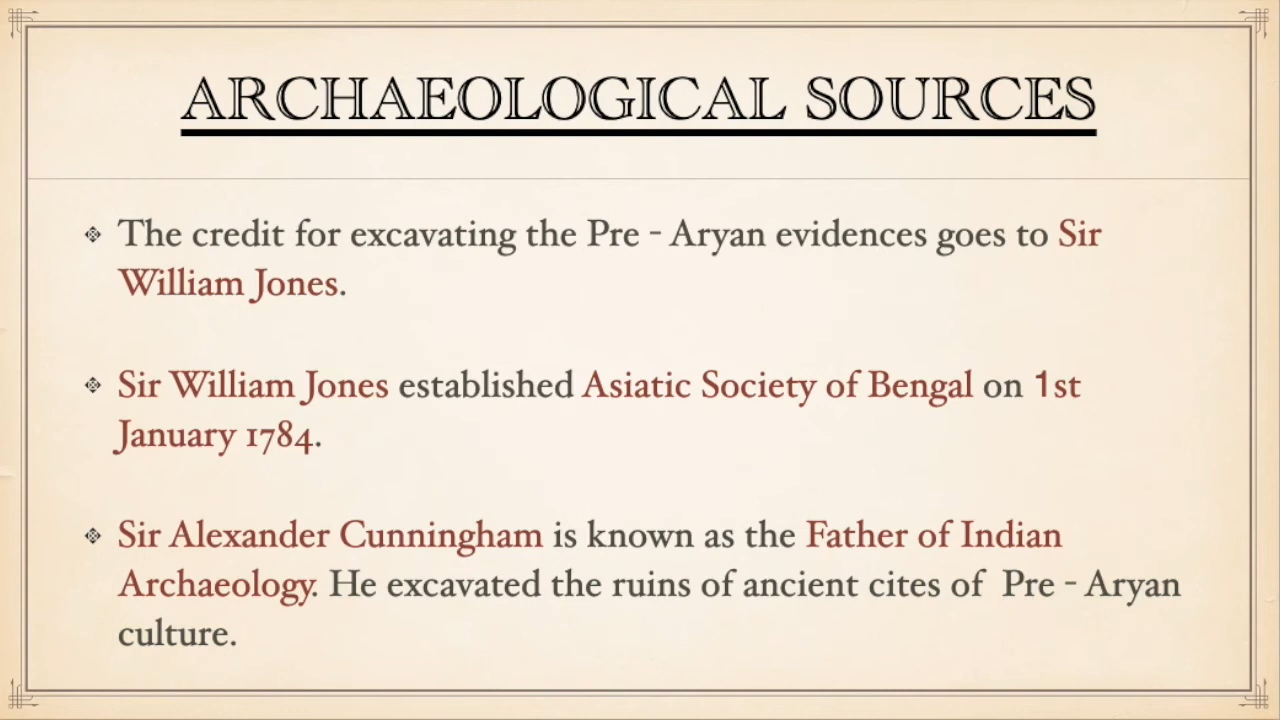 ARCHAEOLOGICAL SOURCES
The credit for excavating the Pre - Aryan evidences goes to Sir
William Jones.
Sir William Jones established Asiatic Society of Bengal on 1st
January 1784.
Sir Alexander Cunningham is known as the Father of Indian
Archaeology. He excavated the ruins of ancient cites of Pre - Aryan
culture.